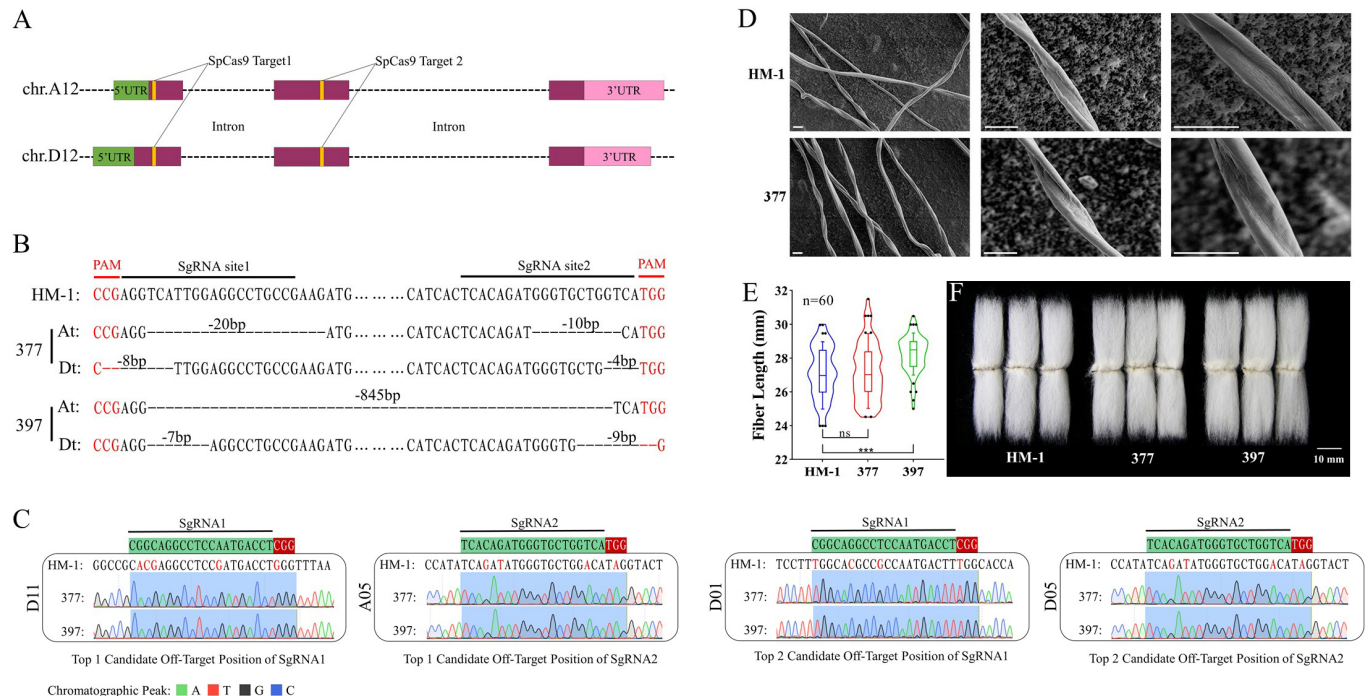 A
SpCas9 Target1
SpCas9 Target 2
chr.A12
5'UTR
3'UTR
Intron
Intron
chr.D12
5'UTR
3'UTR
B
PAM
SgRNA site1
SgRNA site2
PAM
HM-1: CCGAGGTCATTGGAGGCCTGCCGAAGATG... ... ...CATCACTCACAGATGGGTGCTGGTCATGG
377
At: CCGAGG -20bp ATG... ... ...CATCACTCACAGAT -10bp CATGG
Dt: C-- -8bp TTGGAGGCCTGCCGAAGATG... ... ...CATCACTCACAGATGGGTGCTG -4bp TGG
397
At: CCGAGG -845bp TCATGG
Dt: CCGAGG -7bp AGGCCTGCCGAAGATG... ... ...CATCACTCACAGATGGGTG -9bp --G
C
SgRNA1
CGGCAGGCCTCCAATGACCTCGG
D11
HM-1: GGCCGCACGAGGCCTCCGATGACCTGGGTTTAA
377:
397:
Top 1 Candidate Off-Target Position of SgRNA1
SgRNA2
TCACAGATGGGTGCTGGTCATGG
A05
HM-1: CCATATCAGATATGGGTGCTGGACATAGGTACT
377:
397:
Top 1 Candidate Off-Target Position of SgRNA2
SgRNA1
CGGCAGGCCTCCAATGACCTCGG
D01
HM-1: TCCTTTTGGCACGCCGCCAATGACTTTGGCACCA
377:
397:
Top 2 Candidate Off-Target Position of SgRNA1
SgRNA2
TCACAGATGGGTGCTGGTCATGG
D05
HM-1: CCATATCAGATATGGGTGCTGGACATAGGTACT
377:
397:
Top 2 Candidate Off-Target Position of SgRNA2
Chromatographic Peak: A T G C
D
HM-1
377
E
n=60
Fiber Length (mm)
34
32
30
28
26
24
22
ns
***
HM-1 377 397
F
HM-1 377 397
10 mm